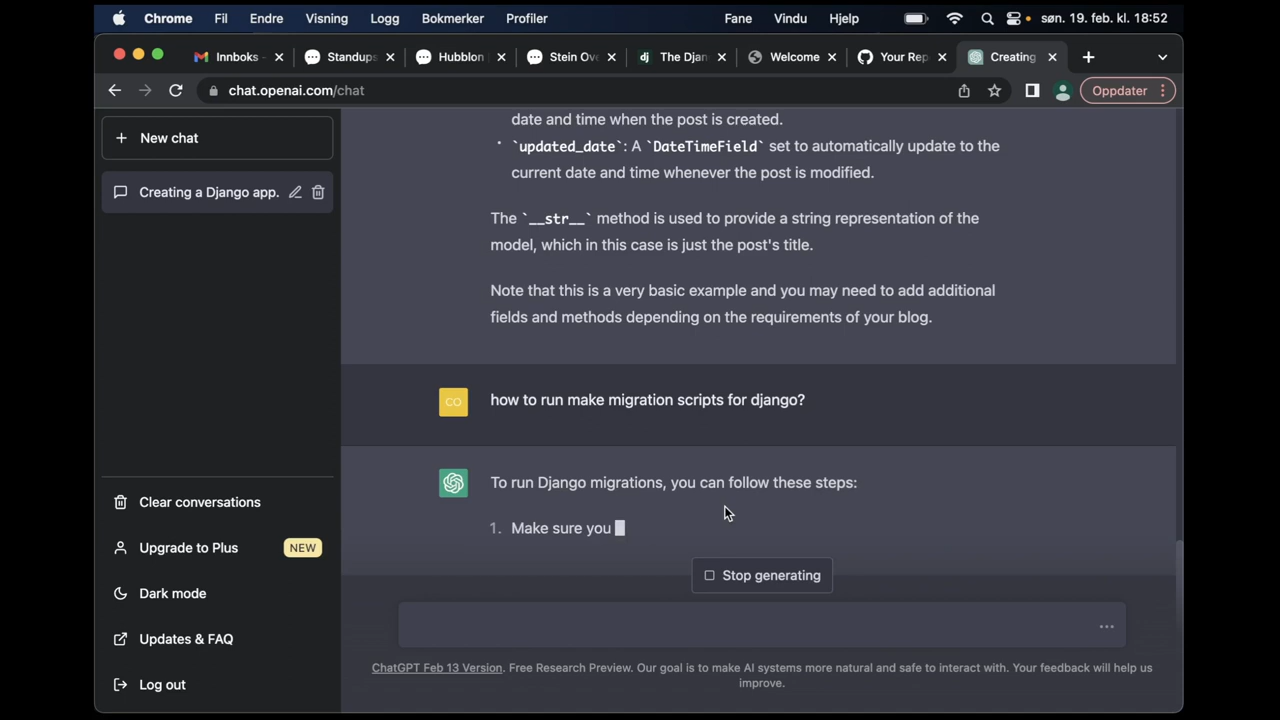 Chrome Fil Endre Visning Logg Bokmerker Profiler Fane Vindu Hjelp søn. 19. feb. kl. 18:52
Innboks Standups Hubblon Stein Ove dj The Djan Welcome Your Rep Creating
chat.openai.com/chat Oppdater
New chat
Creating a Django app.
Clear conversations
Upgrade to Plus NEW
Dark mode
Updates & FAQ
Log out
date and time when the post is created.
`updated_date`: A `DateTimeField` set to automatically update to the
current date and time whenever the post is modified.
The `__str__` method is used to provide a string representation of the
model, which in this case is just the post's title.
Note that this is a very basic example and you may need to add additional
fields and methods depending on the requirements of your blog.
CO how to run make migration scripts for django?
To run Django migrations, you can follow these steps:
1. Make sure you
Stop generating
ChatGPT Feb 13 Version. Free Research Preview. Our goal is to make AI systems more natural and safe to interact with. Your feedback will help us
improve.